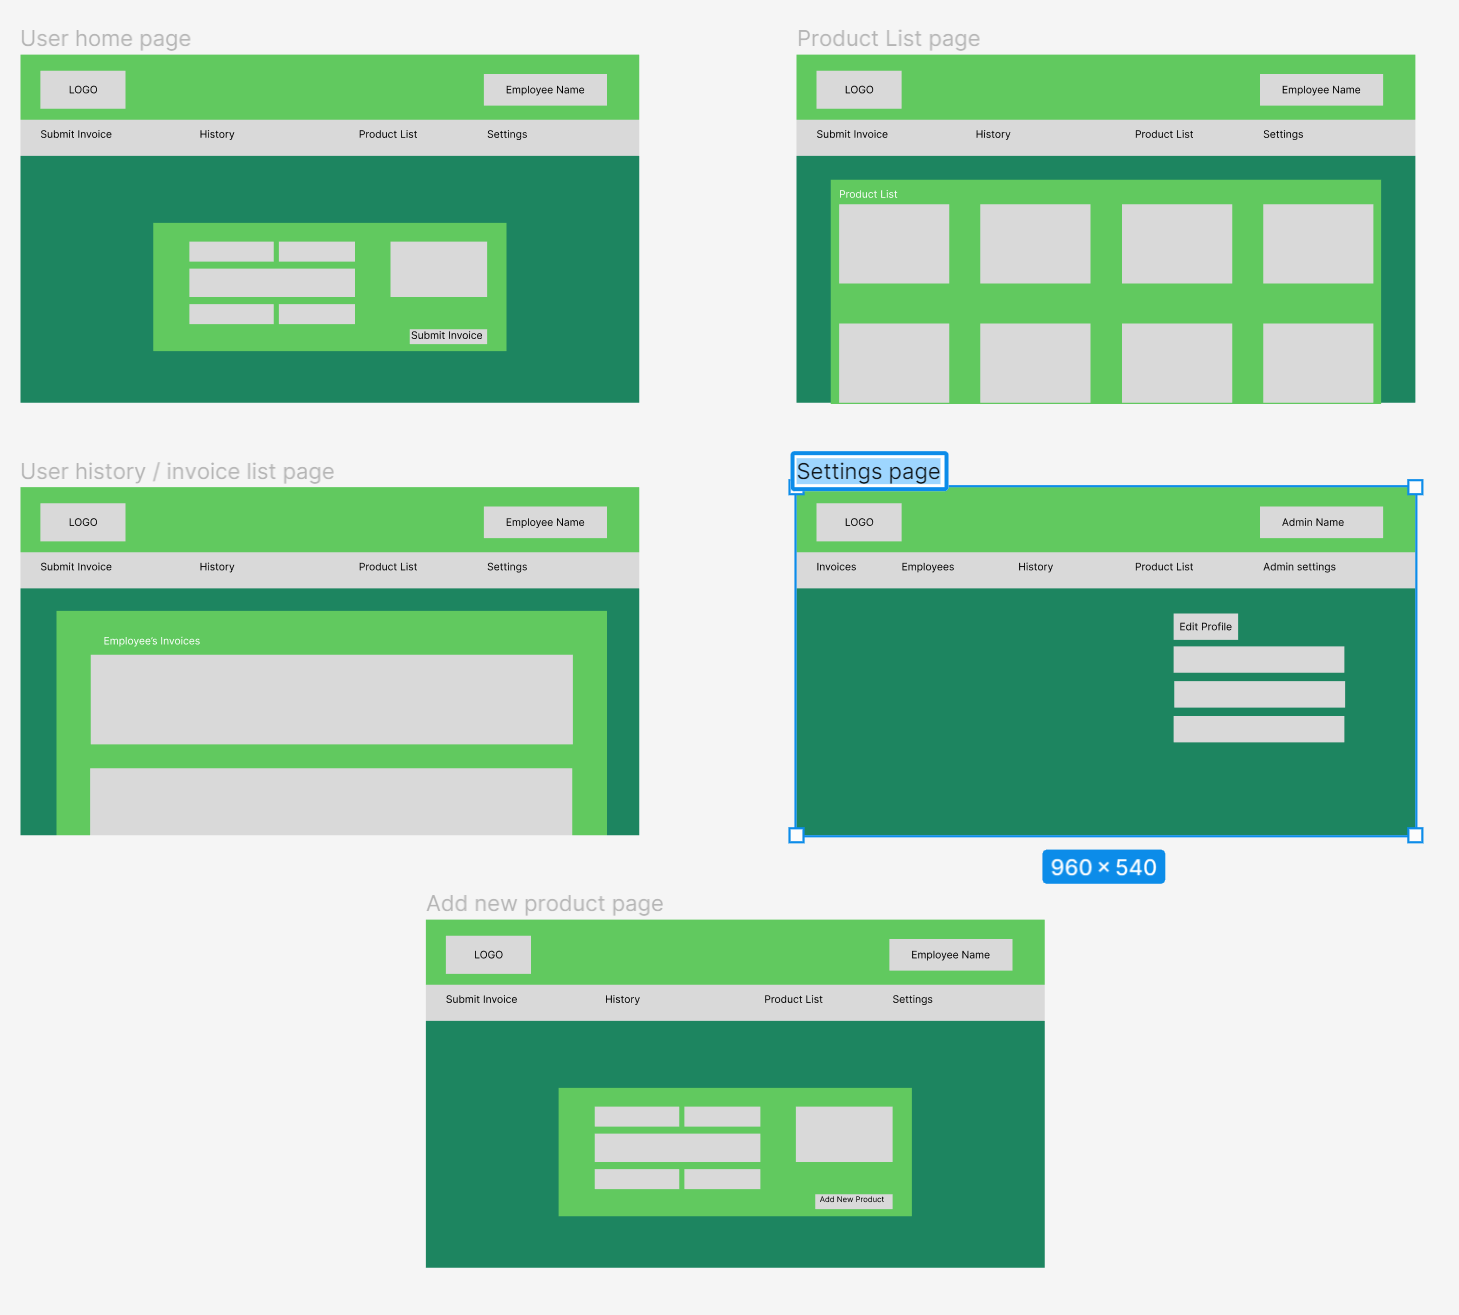 User home page
LOGO
Employee Name
Submit Invoice
History
Product List
Settings
Submit Invoice
Product List page
LOGO
Employee Name
Submit Invoice
History
Product List
Settings
Product List
User history / invoice list page
LOGO
Employee Name
Submit Invoice
History
Product List
Settings
Employee's Invoices
Settings page
LOGO
Admin Name
Invoices
Employees
History
Product List
Admin settings
Edit Profile
960 × 540
Add new product page
LOGO
Employee Name
Submit Invoice
History
Product List
Settings
Add New Product